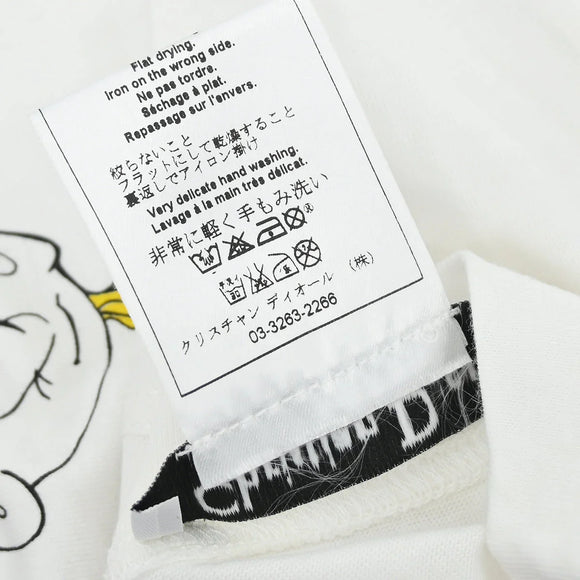 Flat drying.
Iron on the wrong side.
Ne pas tordre.
Séchage à plat.
Repassage sur l'envers.
絞らないこと
フラットにして乾燥すること
裏返しでアイロン掛け
Very delicate hand washing.
Lavage à la main très délicat.
非常に軽く手もみ洗い
手洗イ
クリスチャン ディオール（株）
03-3263-2266